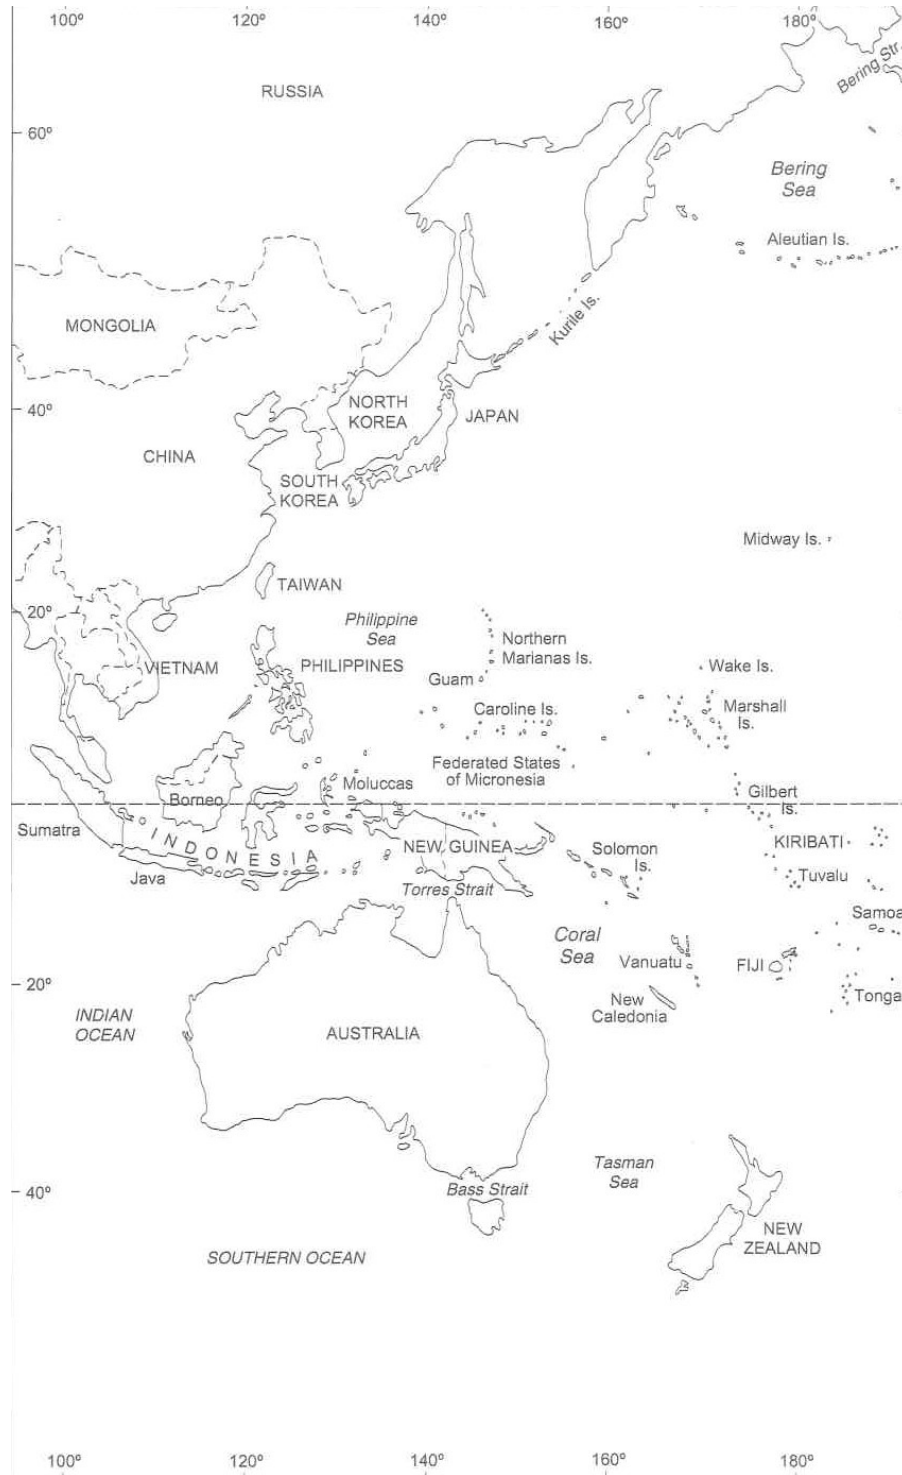 100º 120º 140º 160º 180º
Bering Str.
RUSSIA
60º
Bering
Sea
Aleutian Is.
Kurile Is.
MONGOLIA
NORTH
KOREA
JAPAN
40º
CHINA
SOUTH
KOREA
Midway Is.
TAIWAN
20º
Philippine
Sea
Northern
Marianas Is.
VIETNAM
PHILIPPINES
Wake Is.
Guam
Caroline Is.
Marshall
Is.
Federated States
of Micronesia
Moluccas
Gilbert
Is.
Borneo
Sumatra
INDONESIA
NEW GUINEA
Solomon
Is.
KIRIBATI
Java
Torres Strait
Tuvalu
Samoa
Coral
Sea
Vanuatu
FIJI
20º
New
Caledonia
Tonga
INDIAN
OCEAN
AUSTRALIA
Tasman
Sea
Bass Strait
40º
NEW
ZEALAND
SOUTHERN OCEAN
100º 120º 140º 160º 180º